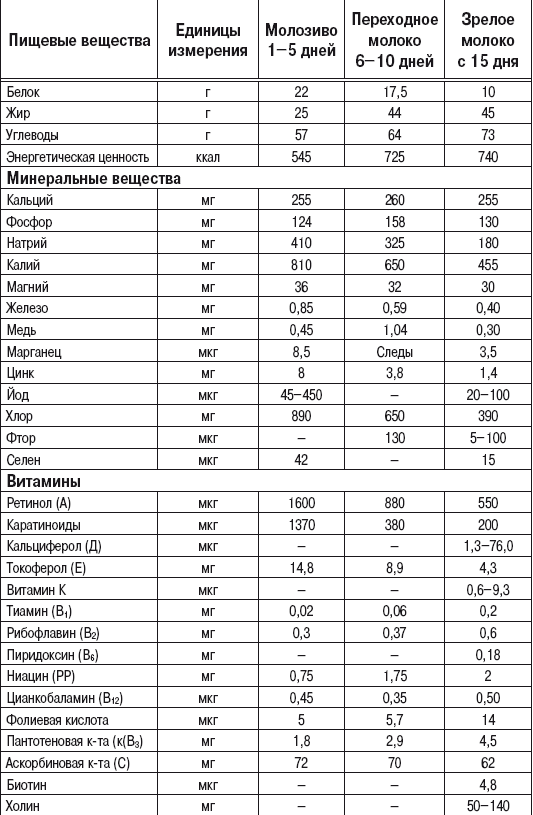 Пищевые вещества Единицы измерения Молозиво 1–5 дней Переходное молоко 6–10 дней Зрелое молоко с 15 дня
Белок г 22 17,5 10
Жир г 25 44 45
Углеводы г 57 64 73
Энергетическая ценность ккал 545 725 740
Минеральные вещества
Кальций мг 255 260 255
Фосфор мг 124 158 130
Натрий мг 410 325 180
Калий мг 810 650 455
Магний мг 36 32 30
Железо мг 0,85 0,59 0,40
Медь мг 0,45 1,04 0,30
Марганец мкг 8,5 Следы 3,5
Цинк мг 8 3,8 1,4
Йод мкг 45–450 – 20–100
Хлор мг 890 650 390
Фтор мкг – 130 5–100
Селен мкг 42 – 15
Витамины
Ретинол (А) мкг 1600 880 550
Каратиноиды мкг 1370 380 200
Кальциферол (Д) мкг – – 1,3–76,0
Токоферол (Е) мг 14,8 8,9 4,3
Витамин К мкг – – 0,6–9,3
Тиамин (В₁) мг 0,02 0,06 0,2
Рибофлавин (В₂) мг 0,3 0,37 0,6
Пиридоксин (В₆) мг – – 0,18
Ниацин (РР) мг 0,75 1,75 2
Цианкобаламин (В₁₂) мкг 0,45 0,35 0,50
Фолиевая кислота мкг 5 5,7 14
Пантотеновая к-та (к(В₃) мг 1,8 2,9 4,5
Аскорбиновая к-та (С) мг 72 70 62
Биотин мкг – – 4,8
Холин мг – – 50–140